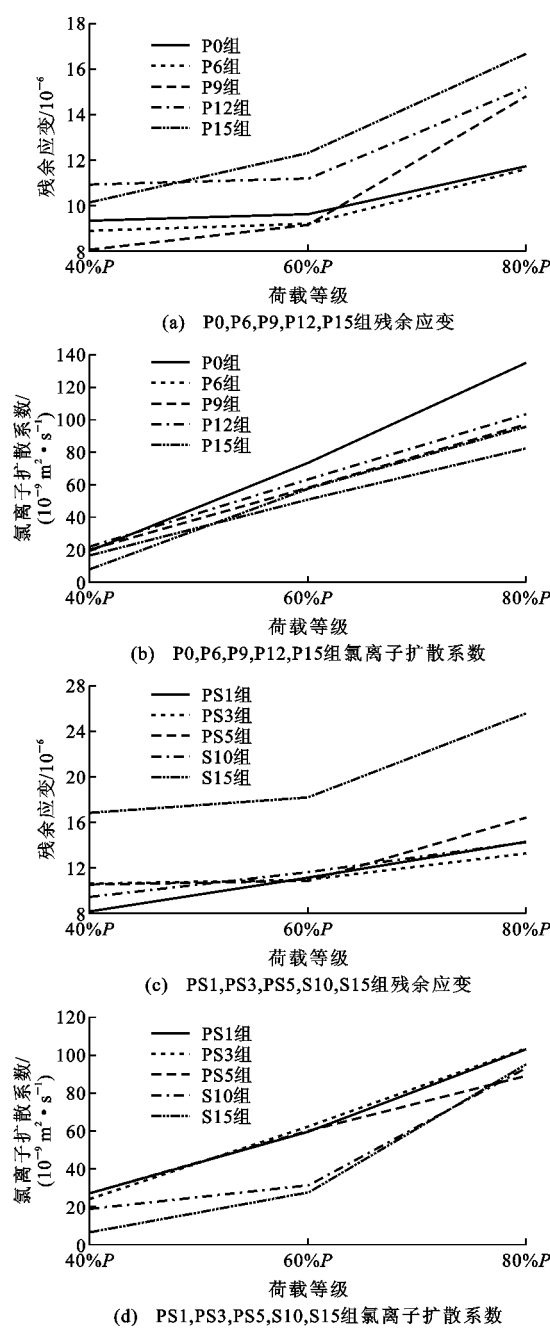 18
16
14
12
10
8
残余应变/10⁻⁶
P0组
P6组
P9组
P12组
P15组
40%P 60%P 80%P
荷载等级
(a) P0,P6,P9,P12,P15组残余应变
140
120
100
80
60
40
20
0
氯离子扩散系数/
(10⁻⁹ m²·s⁻¹)
P0组
P6组
P9组
P12组
P15组
40%P 60%P 80%P
荷载等级
(b) P0,P6,P9,P12,P15组氯离子扩散系数
28
24
20
16
12
8
残余应变/10⁻⁶
PS1组
PS3组
PS5组
S10组
S15组
40%P 60%P 80%P
荷载等级
(c) PS1,PS3,PS5,S10,S15组残余应变
120
100
80
60
40
20
0
氯离子扩散系数/
(10⁻⁹ m²·s⁻¹)
PS1组
PS3组
PS5组
S10组
S15组
40%P 60%P 80%P
荷载等级
(d) PS1,PS3,PS5,S10,S15组氯离子扩散系数